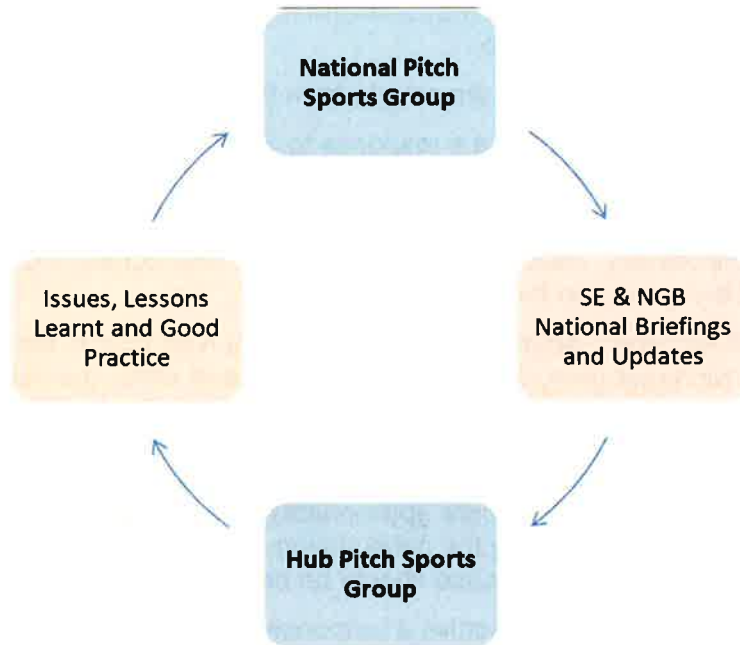 National Pitch
Sports Group
SE & NGB
National Briefings
and Updates
Hub Pitch Sports
Group
Issues, Lessons
Learnt and Good
Practice